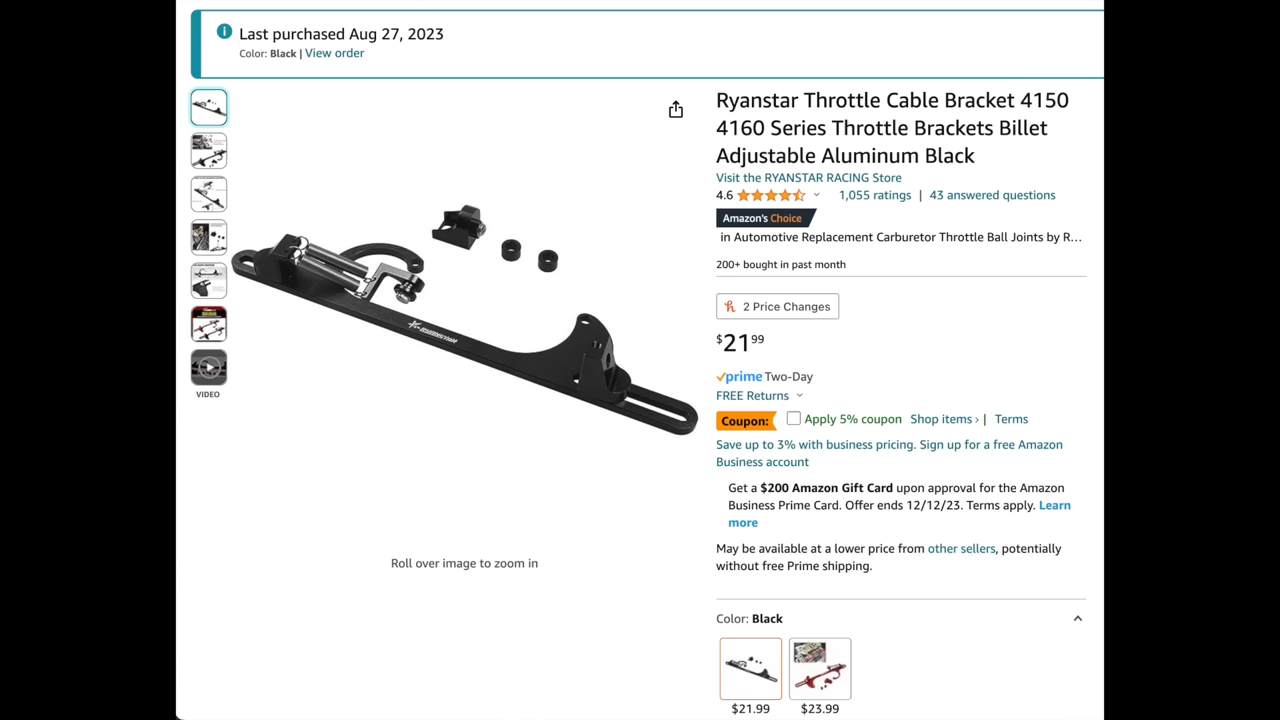 Last purchased Aug 27, 2023
Color: Black | View order
Ryanstar Throttle Cable Bracket 4150
4160 Series Throttle Brackets Billet
Adjustable Aluminum Black
Visit the RYANSTAR RACING Store
4.6 1,055 ratings | 43 answered questions
Amazon's Choice
in Automotive Replacement Carburetor Throttle Ball Joints by R...
200+ bought in past month
2 Price Changes
$21 99
prime Two-Day
FREE Returns
Coupon: Apply 5% coupon Shop items › | Terms
Save up to 3% with business pricing. Sign up for a free Amazon
Business account
Get a $200 Amazon Gift Card upon approval for the Amazon
Business Prime Card. Offer ends 12/12/23. Terms apply. Learn
more
May be available at a lower price from other sellers, potentially
without free Prime shipping.
Color: Black
$21.99 $23.99
VIDEO
Roll over image to zoom in